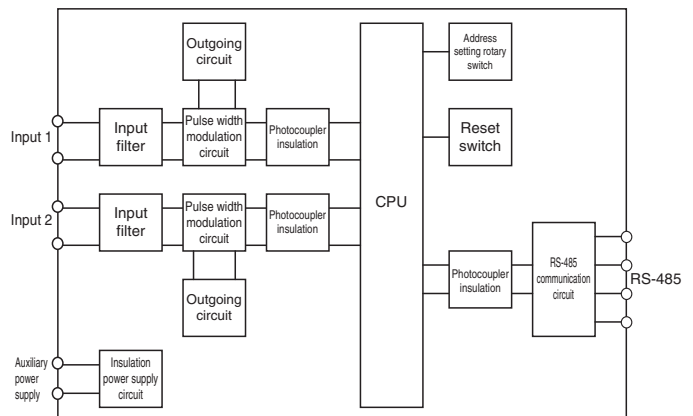 Outgoing
circuit
Address
setting rotary
switch
Input 1
Input
filter
Pulse width
modulation
circuit
Photocoupler
insulation
Reset
switch
CPU
Input 2
Input
filter
Pulse width
modulation
circuit
Photocoupler
insulation
Outgoing
circuit
Photocoupler
insulation
RS-485
communication
circuit
RS-485
Auxiliary
power
supply
Insulation
power supply
circuit